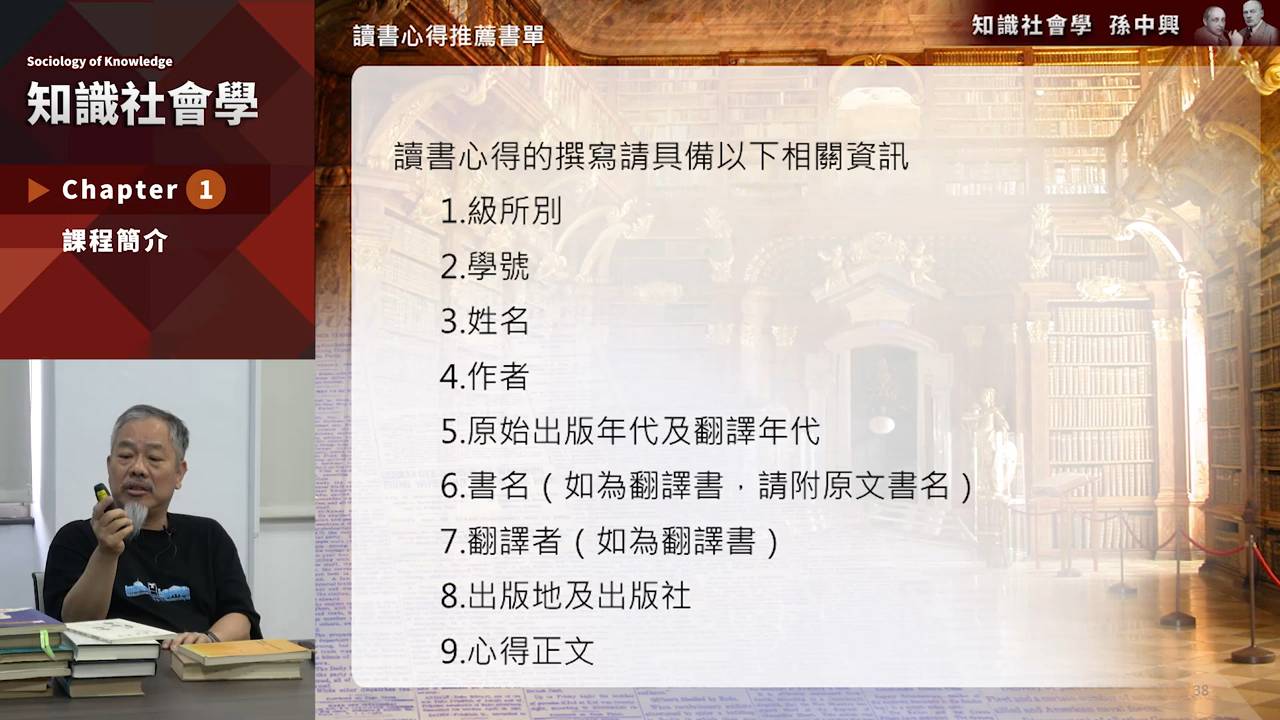 Sociology of Knowledge
知識社會學
Chapter 1
課程簡介
讀書心得推薦書單
知識社會學 孫中興
讀書心得的撰寫請具備以下相關資訊
1.級所別
2.學號
3.姓名
4.作者
5.原始出版年代及翻譯年代
6.書名（如為翻譯書，請附原文書名）
7.翻譯者（如為翻譯書）
8.出版地及出版社
9.心得正文
38